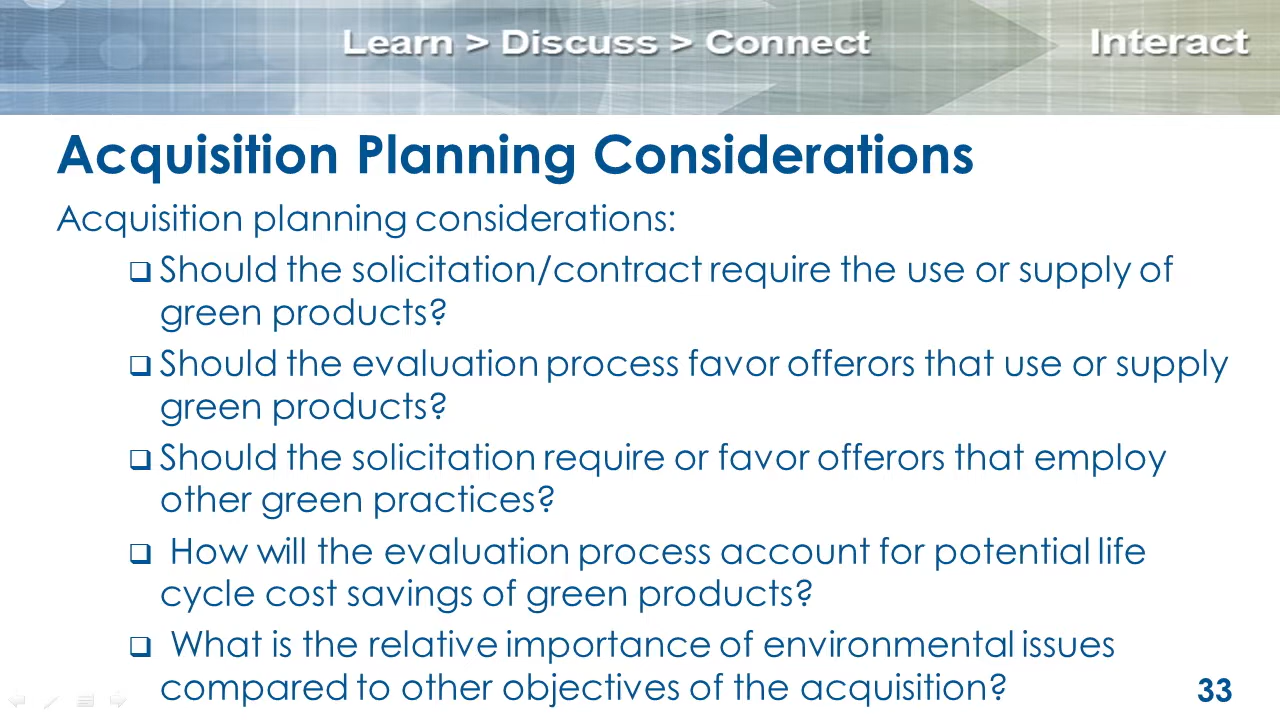 Learn > Discuss > Connect
Interact
Acquisition Planning Considerations
Acquisition planning considerations:
❑ Should the solicitation/contract require the use or supply of
green products?
❑ Should the evaluation process favor offerors that use or supply
green products?
❑ Should the solicitation require or favor offerors that employ
other green practices?
❑ How will the evaluation process account for potential life
cycle cost savings of green products?
❑ What is the relative importance of environmental issues
compared to other objectives of the acquisition?
33